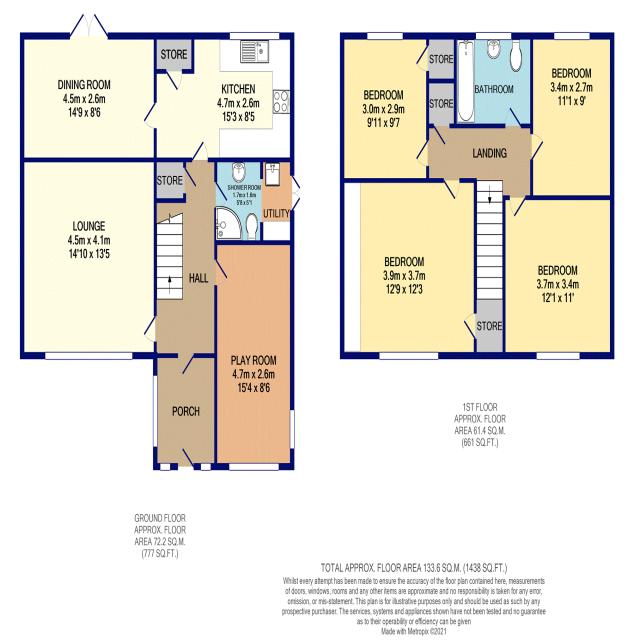 DINING ROOM
4.5m x 2.6m
14'9 x 8'6
STORE
KITCHEN
4.7m x 2.6m
15'3 x 8'5
STORE
SHOWER ROOM
1.7m x 1.6m
5'8 x 5'1
UTILITY
LOUNGE
4.5m x 4.1m
14'10 x 13'5
HALL
PLAY ROOM
4.7m x 2.6m
15'4 x 8'6
PORCH
GROUND FLOOR
APPROX. FLOOR
AREA 72.2 SQ.M.
(777 SQ.FT.)
BEDROOM
3.0m x 2.9m
9'11 x 9'7
STORE
STORE
BATHROOM
BEDROOM
3.4m x 2.7m
11'1 x 9'
LANDING
BEDROOM
3.9m x 3.7m
12'9 x 12'3
STORE
BEDROOM
3.7m x 3.4m
12'1 x 11'
1ST FLOOR
APPROX. FLOOR
AREA 61.4 SQ.M.
(661 SQ.FT.)
TOTAL APPROX. FLOOR AREA 133.6 SQ.M. (1438 SQ.FT.)
Whilst every attempt has been made to ensure the accuracy of the floor plan contained here, measurements
of doors, windows, rooms and any other items are approximate and no responsibility is taken for any error,
omission, or mis-statement. This plan is for illustrative purposes only and should be used as such by any
prospective purchaser. The services, systems and appliances shown have not been tested and no guarantee
as to their operability or efficiency can be given
Made with Metropix ©2021